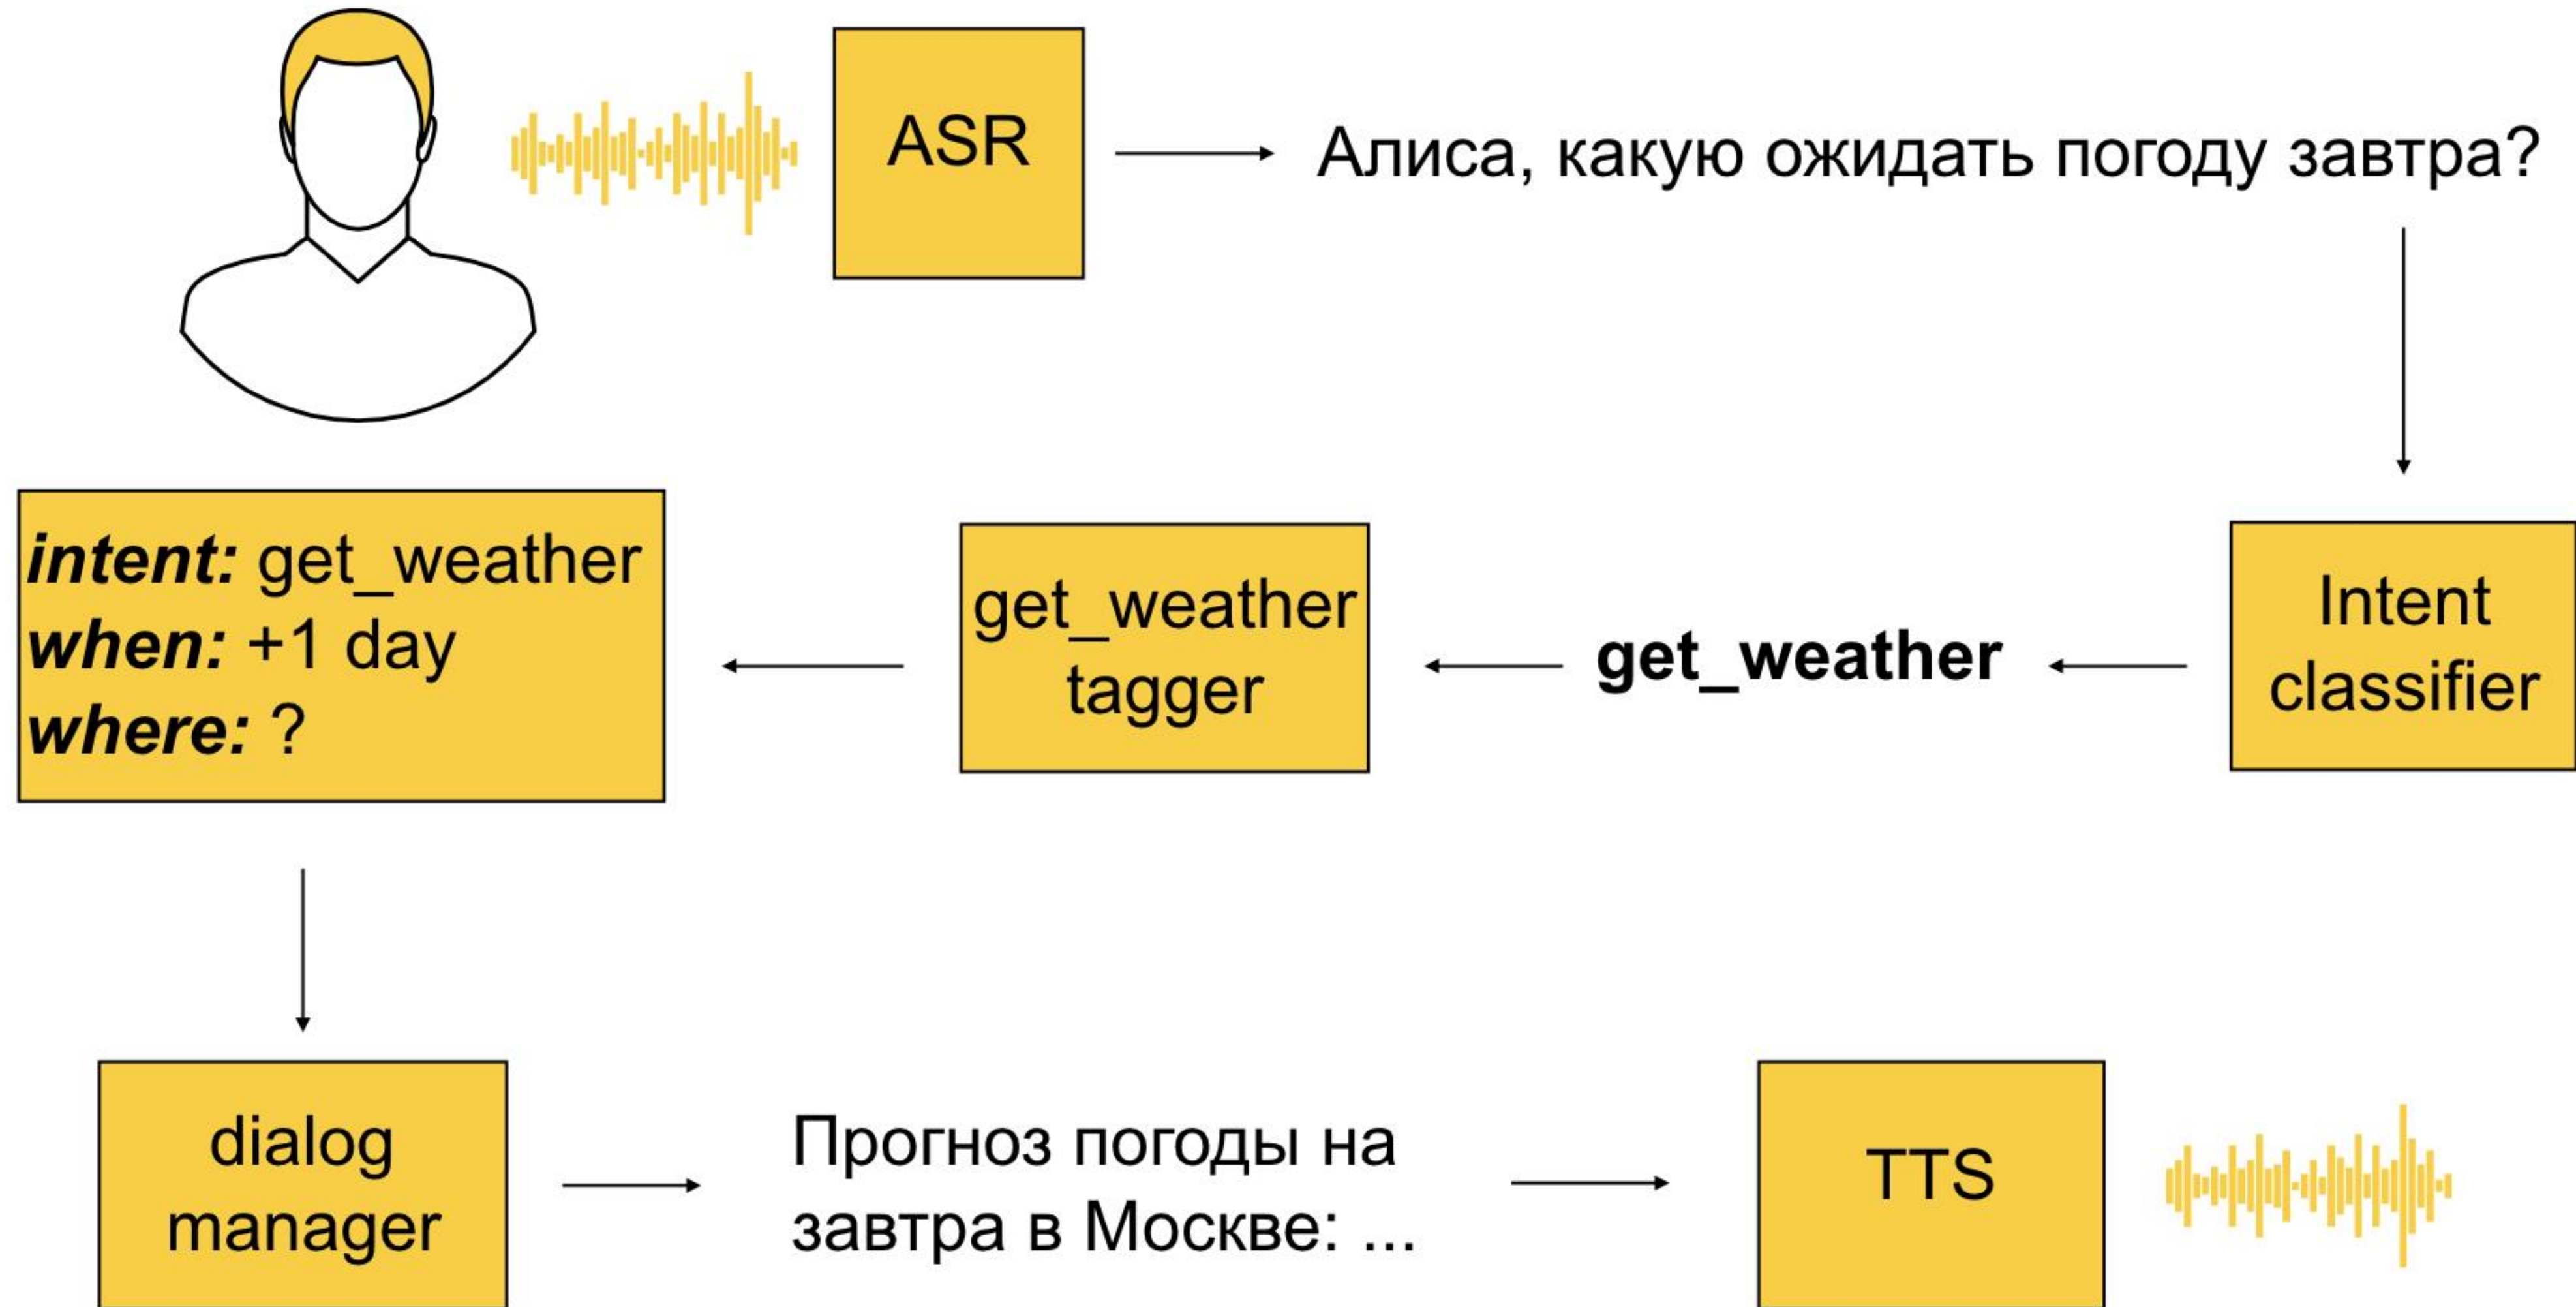 ASR
Алиса, какую ожидать погоду завтра?
Intent
classifier
get_weather
get_weather
tagger
intent: get_weather
when: +1 day
where: ?
dialog
manager
Прогноз погоды на
завтра в Москве: ...
TTS